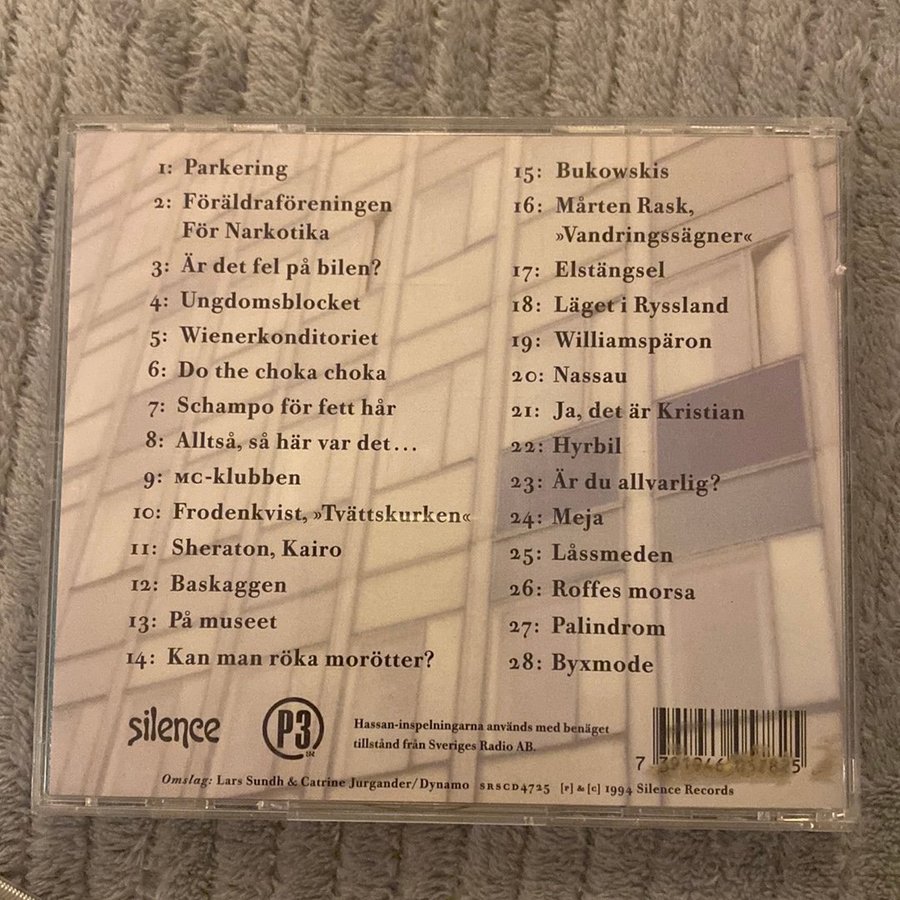 1: Parkering
2: Föräldraföreningen
För Narkotika
3: Är det fel på bilen?
4: Ungdomsblocket
5: Wienerkonditoriet
6: Do the choka choka
7: Schampo för fett hår
8: Alltså, så här var det...
9: MC-klubben
10: Frodenkvist, »Tvättskurken«
11: Sheraton, Kairo
12: Baskaggen
13: På museet
14: Kan man röka morötter?
15: Bukowskis
16: Mårten Rask,
»Vandringssägner«
17: Elstängsel
18: Läget i Ryssland
19: Williamspäron
20: Nassau
21: Ja, det är Kristian
22: Hyrbil
23: Är du allvarlig?
24: Meja
25: Låssmeden
26: Roffes morsa
27: Palindrom
28: Byxmode
silence
P3
Hassan-inspelningarna används med benäget
tillstånd från Sveriges Radio AB.
Omslag: Lars Sundh & Catrine Jurgander/Dynamo SRSCD4725 [P] & [C] 1994 Silence Records